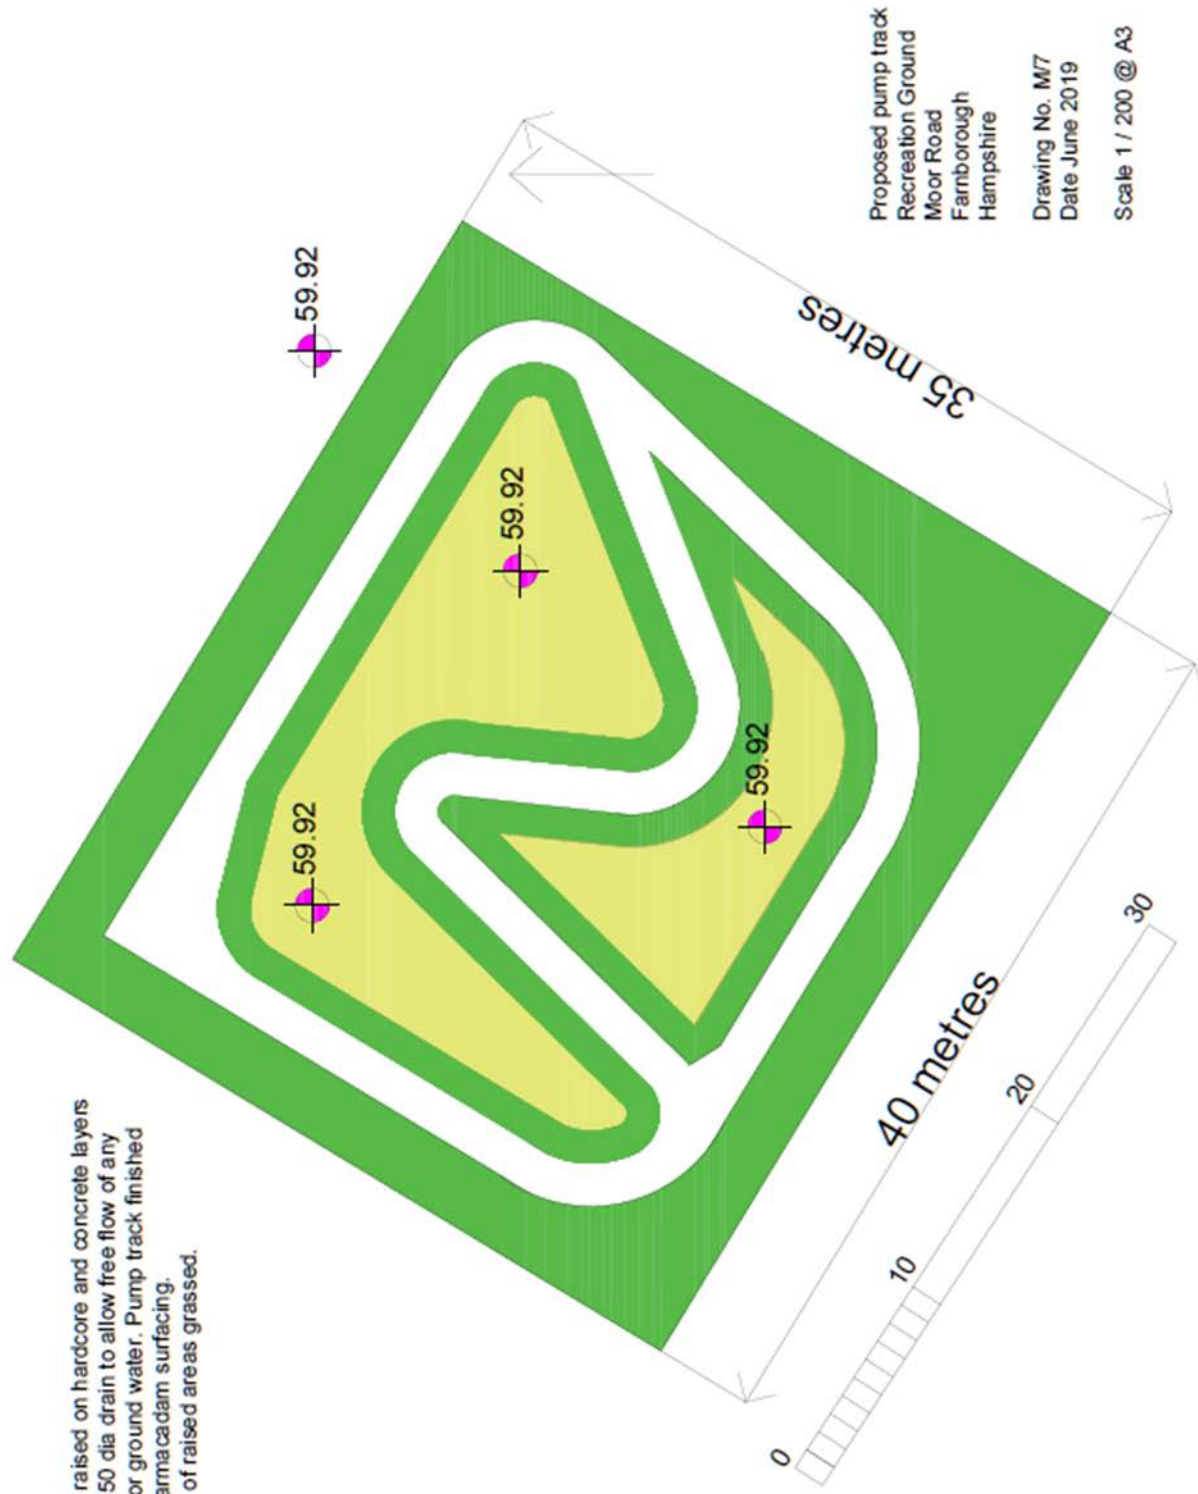 raised on hardcore and concrete layers
50 dia drain to allow free flow of any
or ground water. Pump track finished
armacadam surfacing.
of raised areas grassed.
59.92
59.92
59.92
59.92
35 metres
40 metres
0
10
20
30
Proposed pump track
Recreation Ground
Moor Road
Farnborough
Hampshire
Drawing No. M/7
Date June 2019
Scale 1 / 200 @ A3